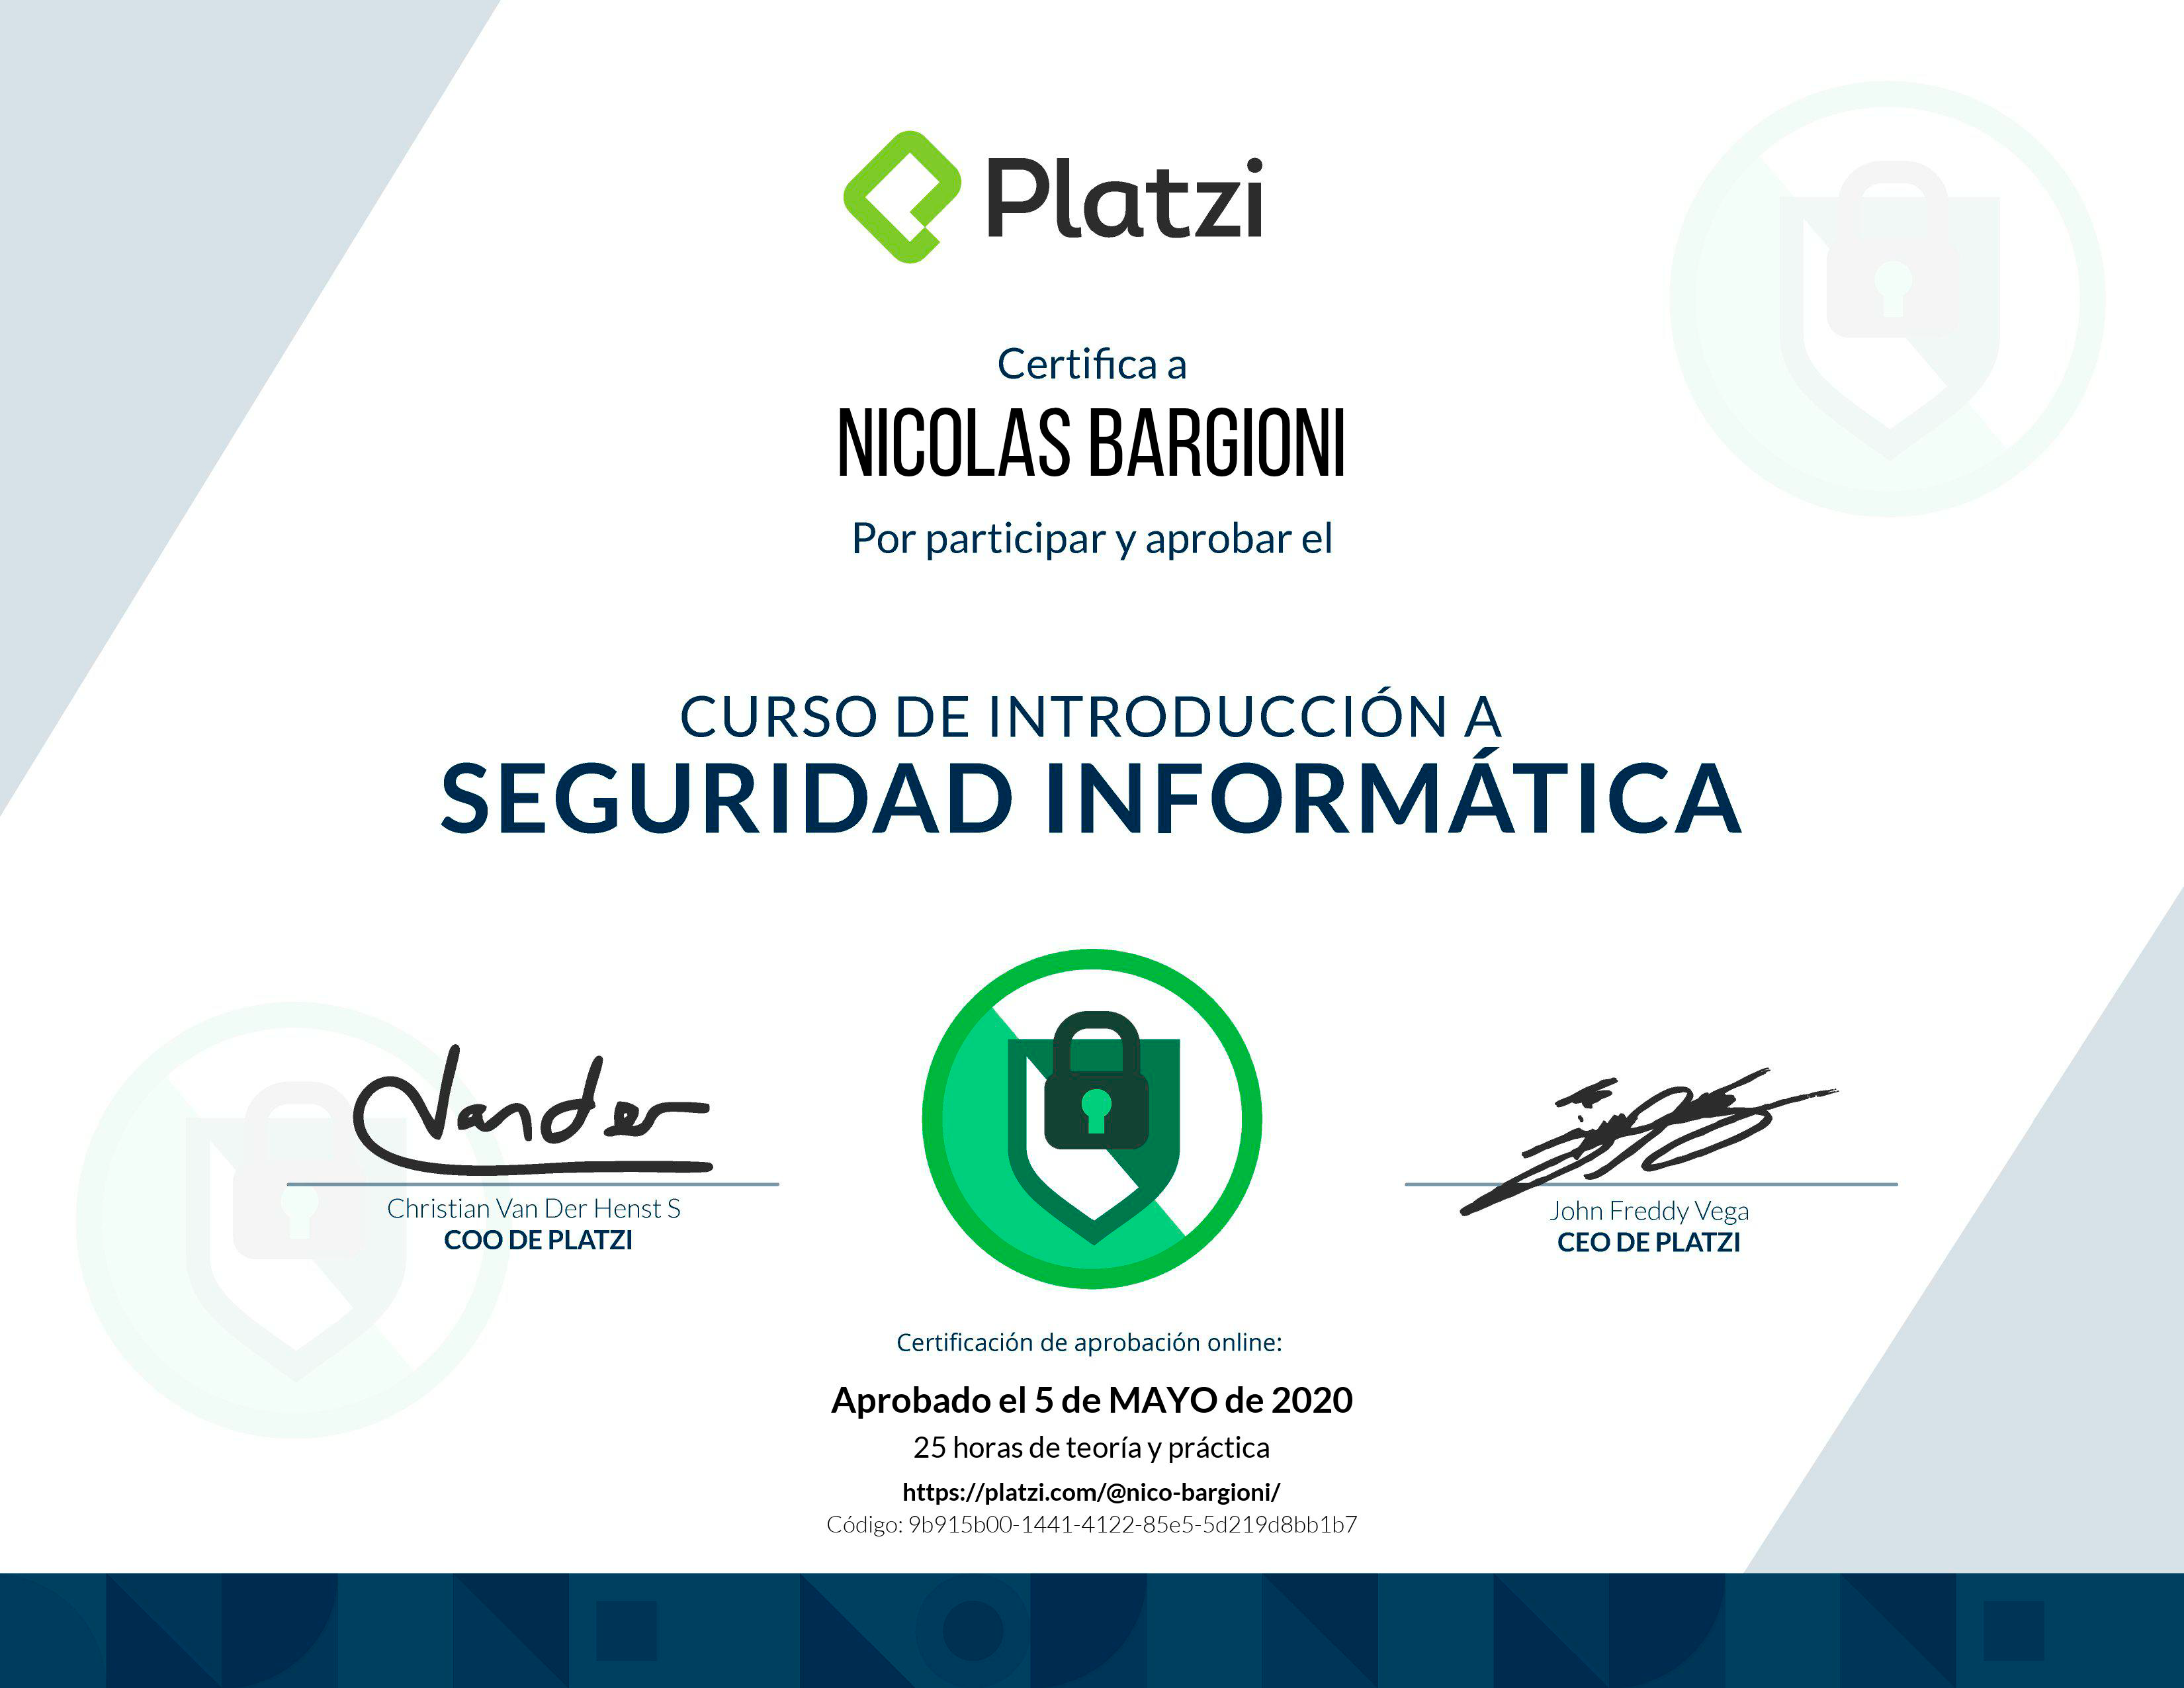 Platzi
Certifica a
NICOLAS BARGIONI
Por participar y aprobar el
CURSO DE INTRODUCCIÓN A
SEGURIDAD INFORMÁTICA
Vander
Christian Van Der Henst S
COO DE PLATZI
John Freddy Vega
CEO DE PLATZI
Certificación de aprobación online:
Aprobado el 5 de MAYO de 2020
25 horas de teoría y práctica
https://platzi.com/@nico-bargioni/
Código: 9b915b00-1441-4122-85e5-5d219d8bb1b7